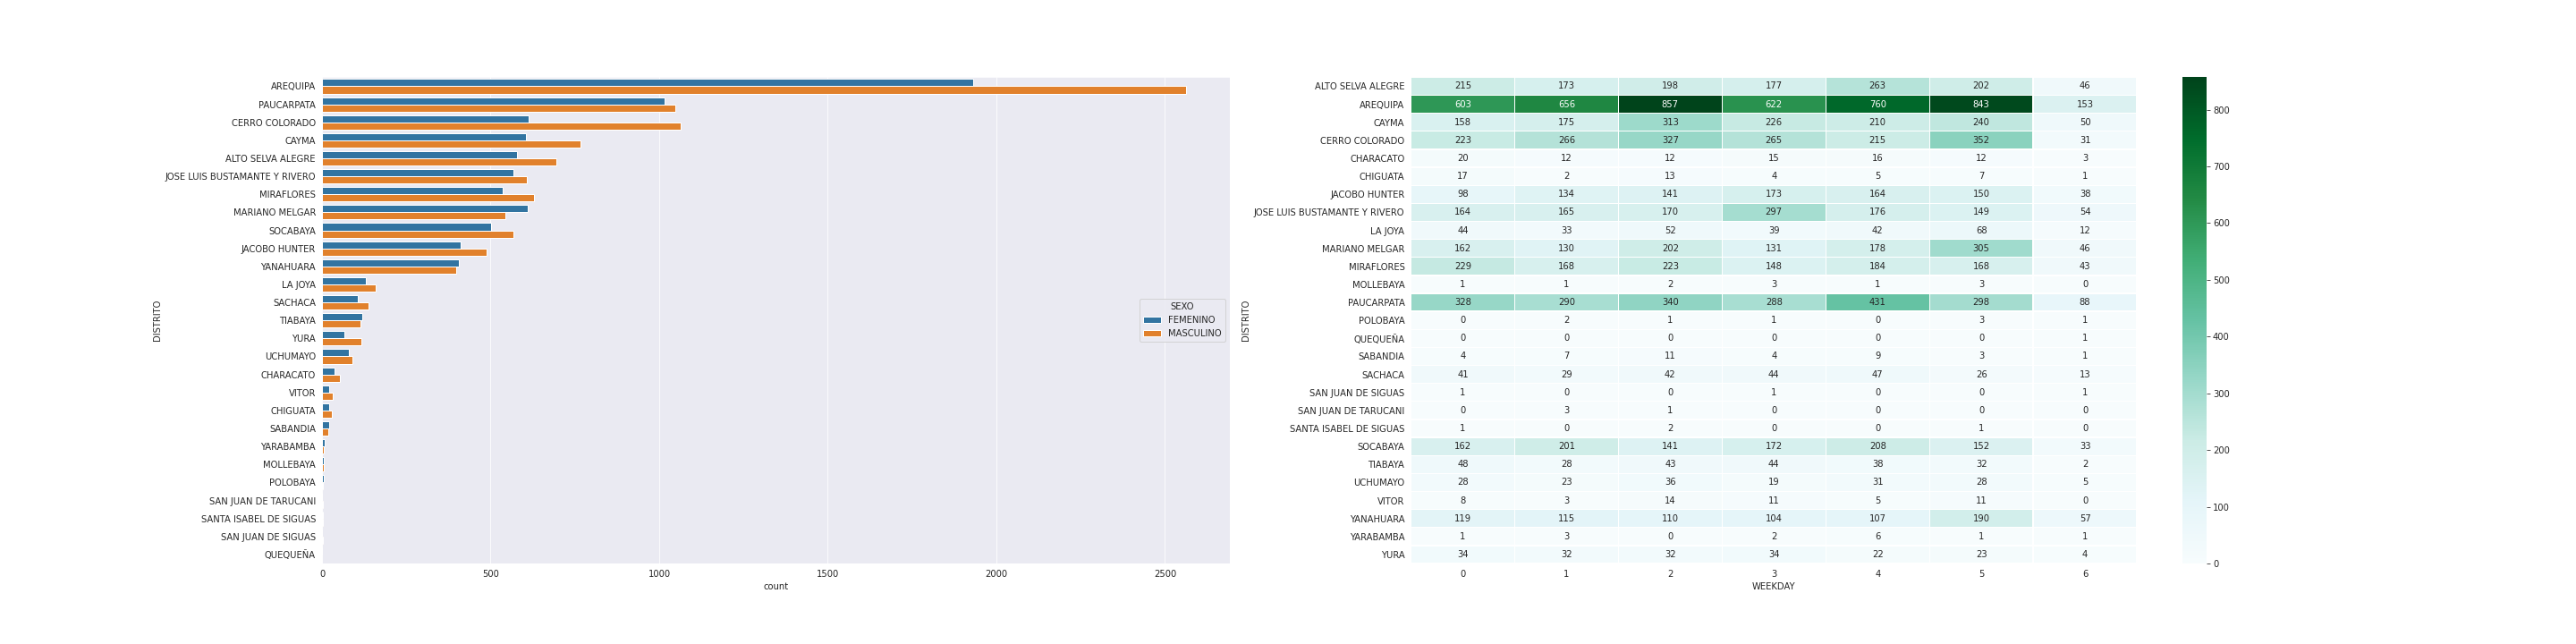 AREQUIPA
PAUCARPATA
CERRO COLORADO
CAYMA
ALTO SELVA ALEGRE
JOSE LUIS BUSTAMANTE Y RIVERO
MIRAFLORES
MARIANO MELGAR
SOCABAYA
JACOBO HUNTER
YANAHUARA
LA JOYA
SACHACA
TIABAYA
YURA
UCHUMAYO
CHARACATO
VITOR
CHIGUATA
SABANDIA
YARABAMBA
MOLLEBAYA
POLOBAYA
SAN JUAN DE TARUCANI
SANTA ISABEL DE SIGUAS
SAN JUAN DE SIGUAS
QUEQUEÑA
DISTRITO
0 500 1000 1500 2000 2500
count
SEXO
FEMENINO
MASCULINO
DISTRITO
ALTO SELVA ALEGRE 215 173 198 177 263 202 46
AREQUIPA 603 656 857 622 760 843 153
CAYMA 158 175 313 226 210 240 50
CERRO COLORADO 223 266 327 265 215 352 31
CHARACATO 20 12 12 15 16 12 3
CHIGUATA 17 2 13 4 5 7 1
JACOBO HUNTER 98 134 141 173 164 150 38
JOSE LUIS BUSTAMANTE Y RIVERO 164 165 170 297 176 149 54
LA JOYA 44 33 52 39 42 68 12
MARIANO MELGAR 162 130 202 131 178 305 46
MIRAFLORES 229 168 223 148 184 168 43
MOLLEBAYA 1 1 2 3 1 3 0
PAUCARPATA 328 290 340 288 431 298 88
POLOBAYA 0 2 1 1 0 3 1
QUEQUEÑA 0 0 0 0 0 0 1
SABANDIA 4 7 11 4 9 3 1
SACHACA 41 29 42 44 47 26 13
SAN JUAN DE SIGUAS 1 0 0 1 0 0 1
SAN JUAN DE TARUCANI 0 3 1 0 0 0 0
SANTA ISABEL DE SIGUAS 1 0 2 0 0 1 0
SOCABAYA 162 201 141 172 208 152 33
TIABAYA 48 28 43 44 38 32 2
UCHUMAYO 28 23 36 19 31 28 5
VITOR 8 3 14 11 5 11 0
YANAHUARA 119 115 110 104 107 190 57
YARABAMBA 1 3 0 2 6 1 1
YURA 34 32 32 34 22 23 4
0 1 2 3 4 5 6
WEEKDAY
800
700
600
500
400
300
200
100
0